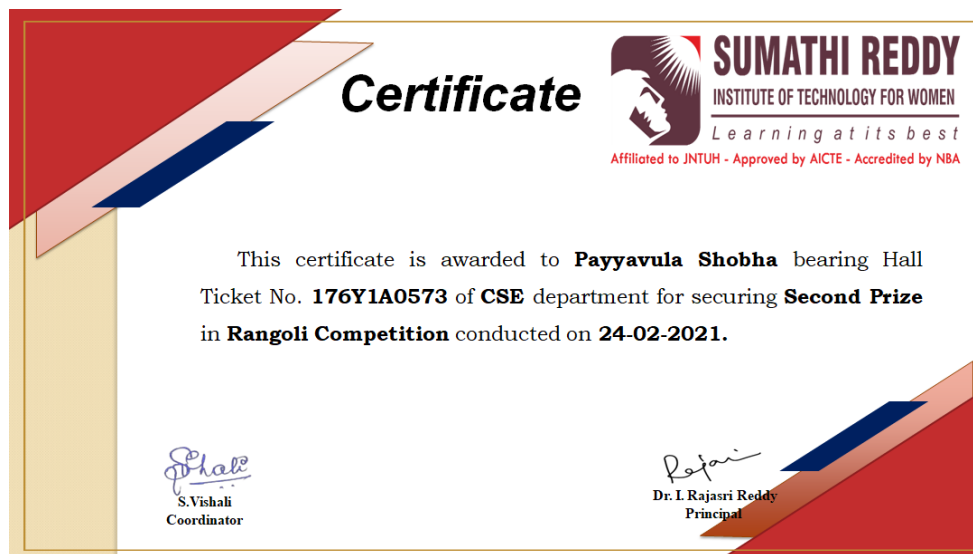 Certificate
SUMATHI REDDY
INSTITUTE OF TECHNOLOGY FOR WOMEN
Learning at its best
Affiliated to JNTUH - Approved by AICTE - Accredited by NBA
This certificate is awarded to Payyavula Shobha bearing Hall
Ticket No. 176Y1A0573 of CSE department for securing Second Prize
in Rangoli Competition conducted on 24-02-2021.
S.Vishali
Coordinator
Dr. I. Rajasri Reddy
Principal